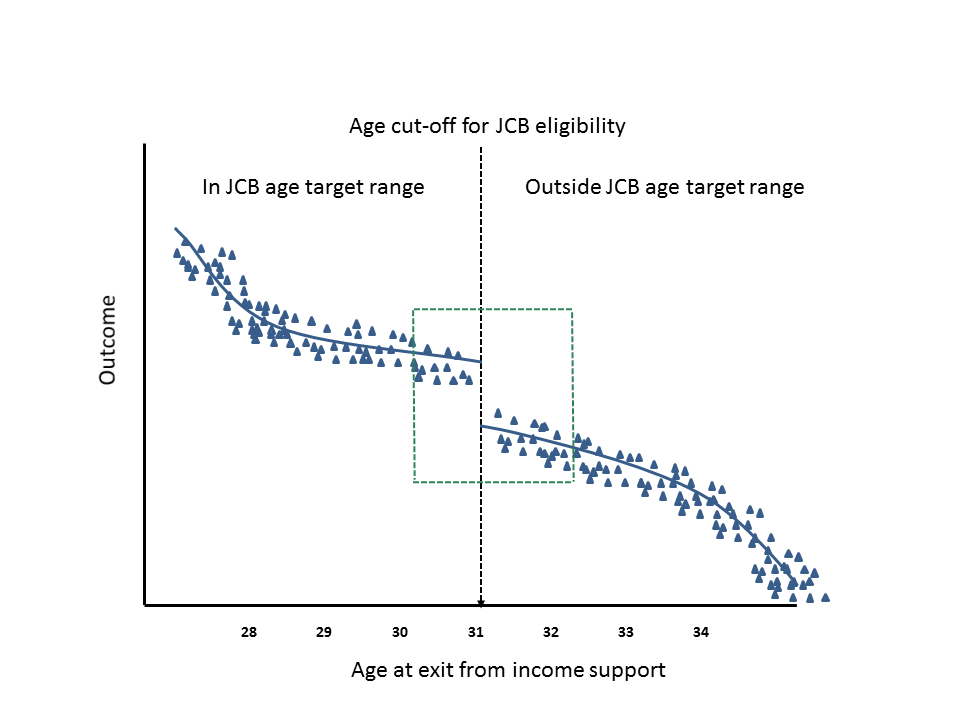 Age cut-off for JCB eligibility
In JCB age target range
Outside JCB age target range
Outcome
28 29 30 31 32 33 34
Age at exit from income support